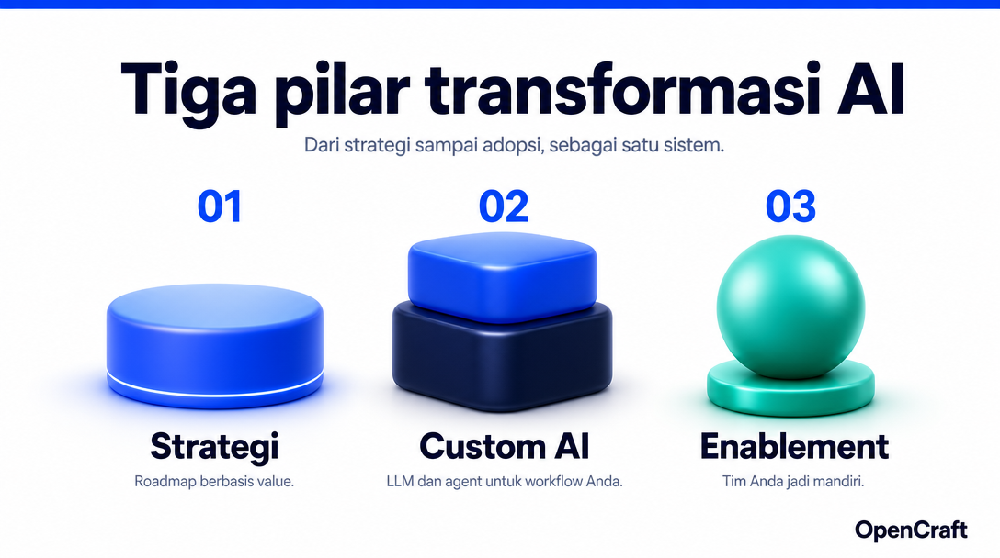 Tiga pilar transformasi AI
Dari strategi sampai adopsi, sebagai satu sistem.
01
02
03
Strategi
Custom AI
Enablement
Roadmap berbasis value.
LLM dan agent untuk workflow Anda.
Tim Anda jadi mandiri.
OpenCraft